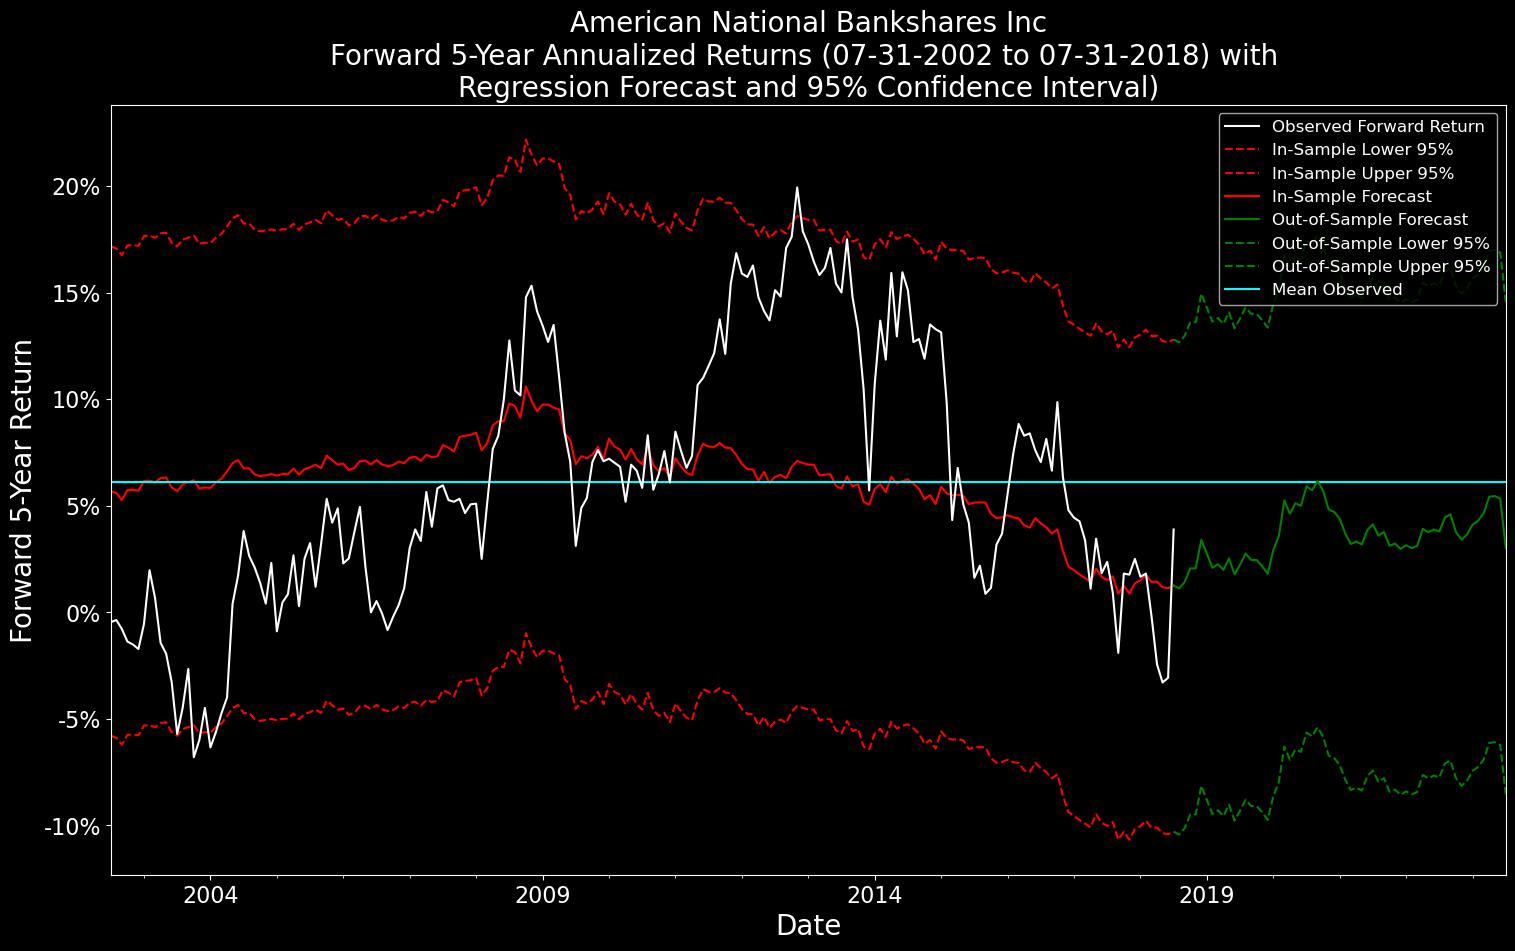 American National Bankshares Inc
Forward 5-Year Annualized Returns (07-31-2002 to 07-31-2018) with
Regression Forecast and 95% Confidence Interval)
Observed Forward Return
In-Sample Lower 95%
In-Sample Upper 95%
In-Sample Forecast
Out-of-Sample Forecast
Out-of-Sample Lower 95%
Out-of-Sample Upper 95%
Mean Observed
Forward 5-Year Return
20%
15%
10%
5%
0%
-5%
-10%
2004
2009
2014
2019
Date